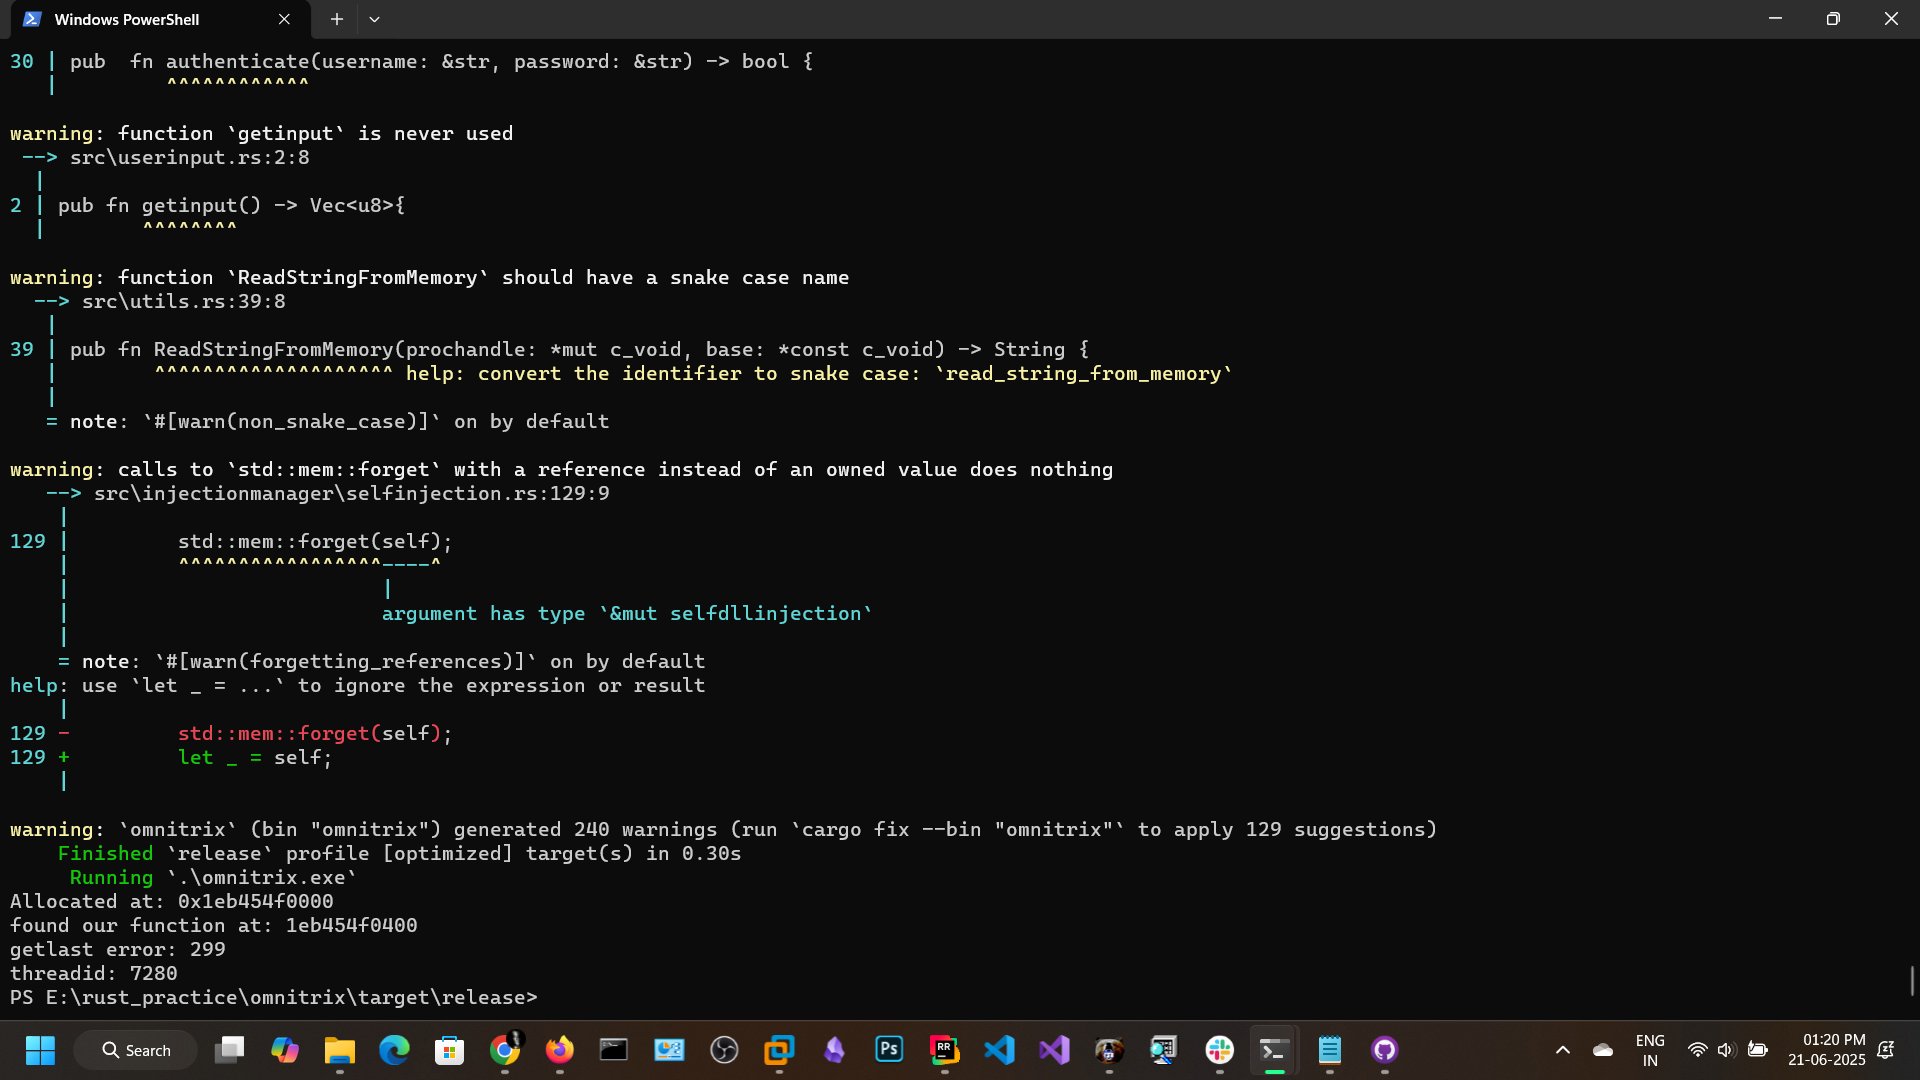 Windows PowerShell
30 | pub  fn authenticate(username: &str, password: &str) -> bool {
   |         ^^^^^^^^^^^^
warning: function `getinput` is never used
 --> src\userinput.rs:2:8
  |
2 | pub fn getinput() -> Vec<u8>{
  |        ^^^^^^^^
warning: function `ReadStringFromMemory` should have a snake case name
  --> src\utils.rs:39:8
   |
39 | pub fn ReadStringFromMemory(prochandle: *mut c_void, base: *const c_void) -> String {
   |        ^^^^^^^^^^^^^^^^^^^^ help: convert the identifier to snake case: `read_string_from_memory`
   |
   = note: `#[warn(non_snake_case)]` on by default
warning: calls to `std::mem::forget` with a reference instead of an owned value does nothing
   --> src\injectionmanager\selfinjection.rs:129:9
    |
129 |         std::mem::forget(self);
    |         ^^^^^^^^^^^^^^^^^----^
    |                          |
    |                          argument has type `&mut selfdllinjection`
    |
    = note: `#[warn(forgetting_references)]` on by default
help: use `let _ = ...` to ignore the expression or result
    |
129 -         std::mem::forget(self);
129 +         let _ = self;
    |
warning: `omnitrix` (bin "omnitrix") generated 240 warnings (run `cargo fix --bin "omnitrix"` to apply 129 suggestions)
    Finished `release` profile [optimized] target(s) in 0.30s
     Running `.\omnitrix.exe`
Allocated at: 0x1eb454f0000
found our function at: 1eb454f0400
getlast error: 299
threadid: 7280
PS E:\rust_practice\omnitrix\target\release>
Search
Ps
RR
ENG
IN
01:20 PM
21-06-2025